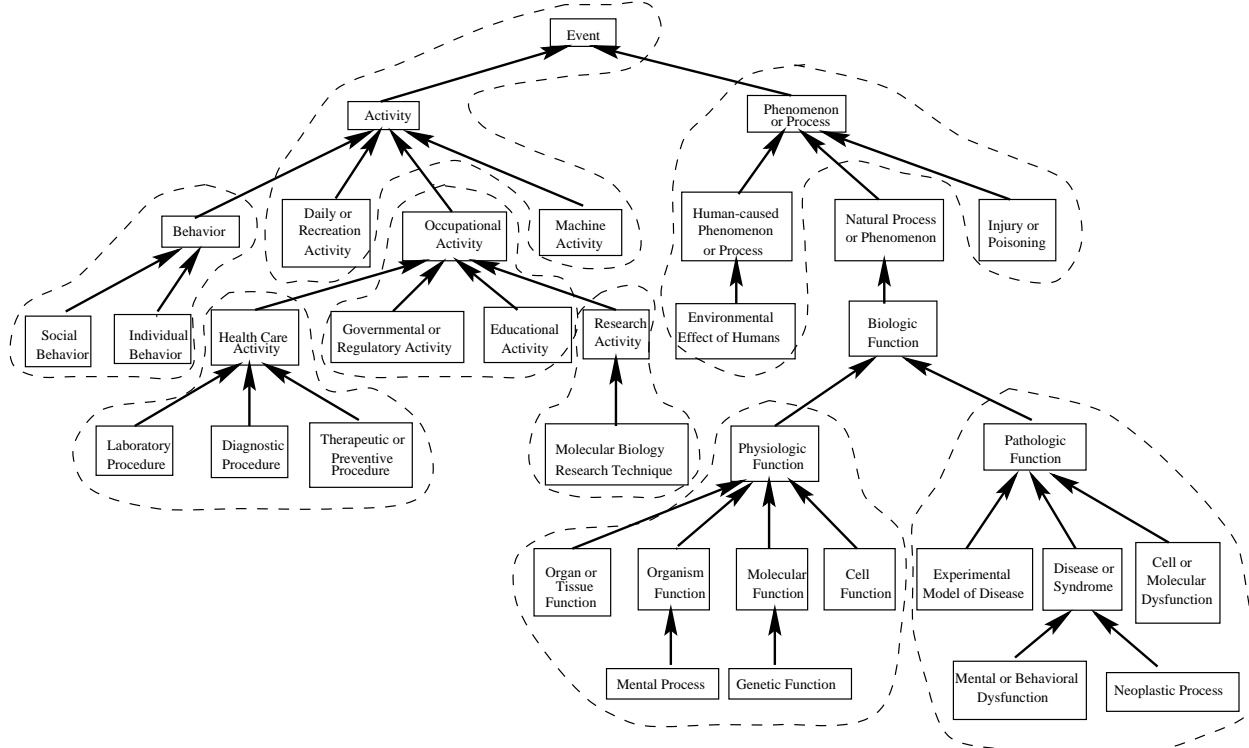 Event
Activity
Phenomenon
or Process
Behavior
Daily or
Recreation
Activity
Occupational
Activity
Machine
Activity
Human-caused
Phenomenon
or Process
Natural Process
or Phenomenon
Injury or
Poisoning
Social
Behavior
Individual
Behavior
Health Care
Activity
Governmental or
Regulatory Activity
Educational
Activity
Research
Activity
Environmental
Effect of Humans
Biologic
Function
Laboratory
Procedure
Diagnostic
Procedure
Therapeutic or
Preventive
Procedure
Molecular Biology
Research Technique
Physiologic
Function
Pathologic
Function
Organ or
Tissue
Function
Organism
Function
Molecular
Function
Cell
Function
Experimental
Model of Disease
Disease or
Syndrome
Cell or
Molecular
Dysfunction
Mental Process
Genetic Function
Mental or Behavioral
Dysfunction
Neoplastic Process